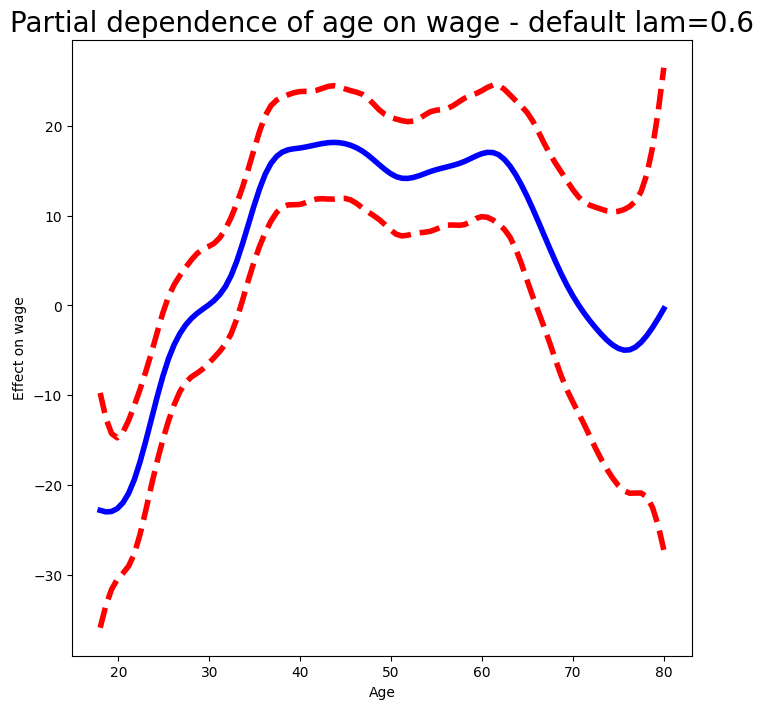 Partial dependence of age on wage - default lam=0.6
Effect on wage
20
10
0
−10
−20
−30
20 30 40 50 60 70 80
Age